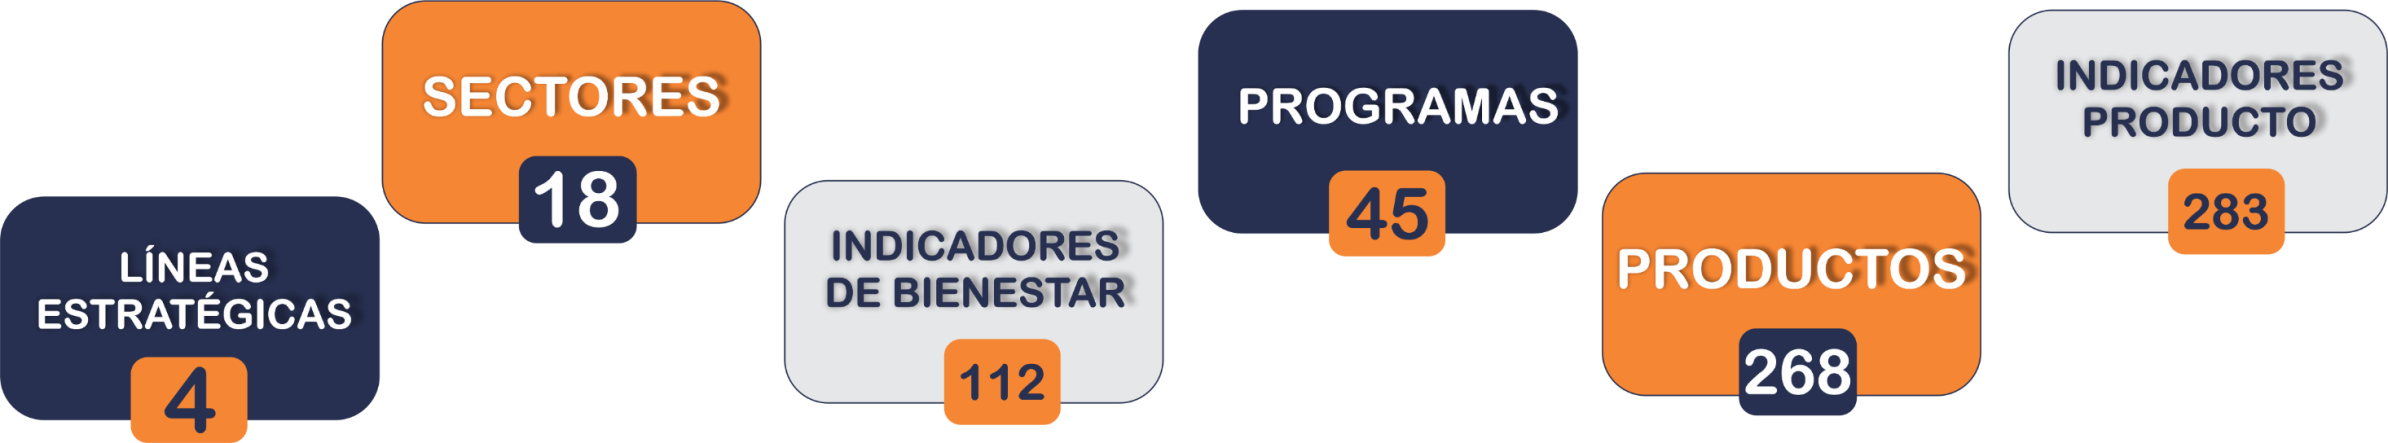 LÍNEAS
ESTRATÉGICAS
4
SECTORES
18
INDICADORES
DE BIENESTAR
112
PROGRAMAS
45
PRODUCTOS
268
INDICADORES
PRODUCTO
283